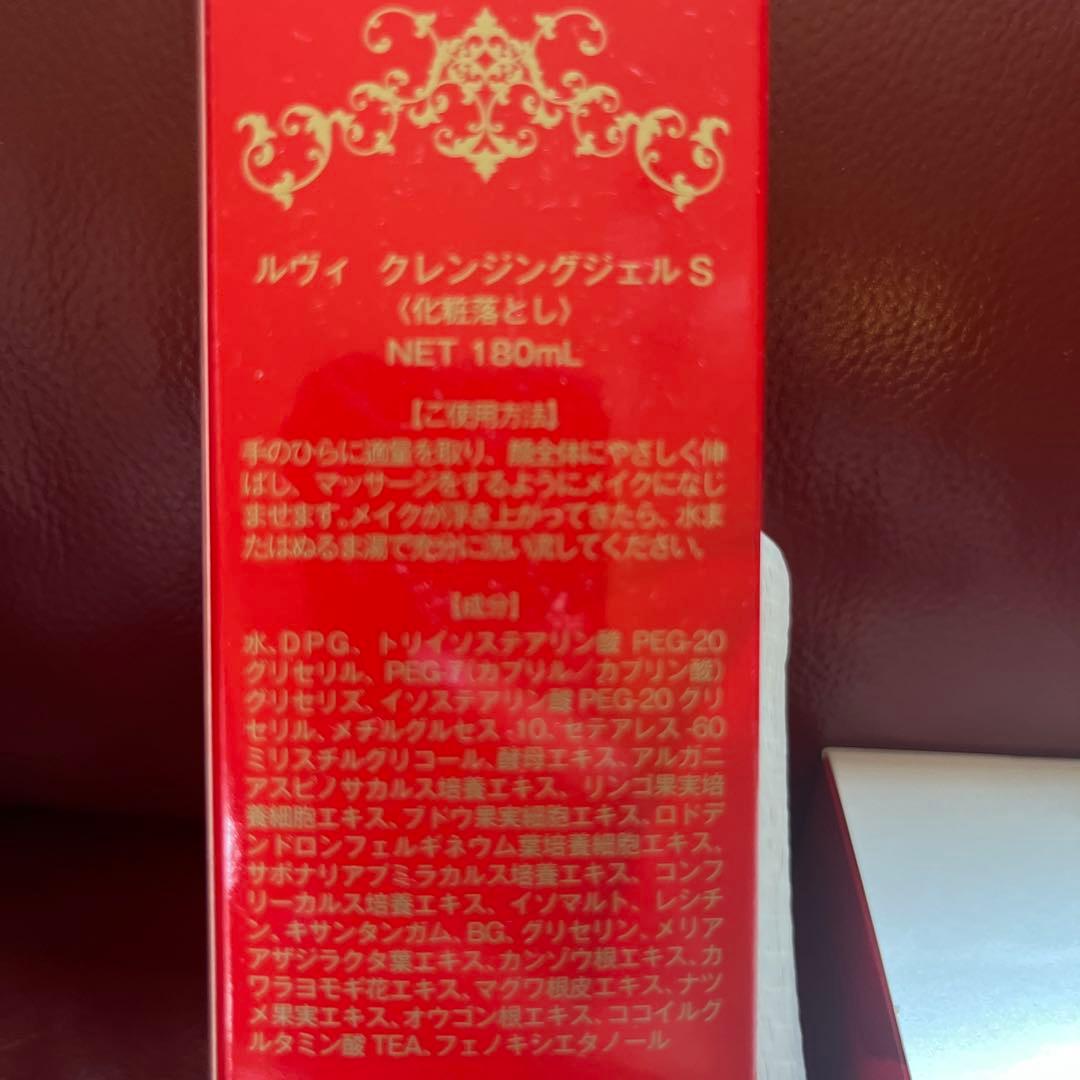 ルヴィ クレンジングジェルS
〈化粧落とし〉
NET 180mL
【ご使用方法】
手のひらに適量を取り、顔全体にやさしく伸
ばし、マッサージをするようにメイクになじ
ませます。メイクが浮き上がってきたら、水ま
たはぬるま湯で充分に洗い流してください。
【成分】
水、DPG、トリイソステアリン酸 PEG-20
グリセリル、PEG-7(カプリル／カプリン酸)
グリセリズ、イソステアリン酸PEG-20グリ
セリル、メチルグルセス-10、セテアレス-60
ミリスチルグリコール、酵母エキス、アルガニ
アスピノサカルス培養エキス、リンゴ果実培
養細胞エキス、ブドウ果実細胞エキス、ロドデ
ンドロンフェルギネウム葉培養細胞エキス、
サポナリアプミラカルス培養エキス、コンフ
リーカルス培養エキス、イソマルト、レシチ
ン、キサンタンガム、BG、グリセリン、メリア
アザジラクタ葉エキス、カンゾウ根エキス、カ
ワラヨモギ花エキス、マグワ根皮エキス、ナツ
メ果実エキス、オウゴン根エキス、ココイルグ
ルタミン酸TEA、フェノキシエタノール